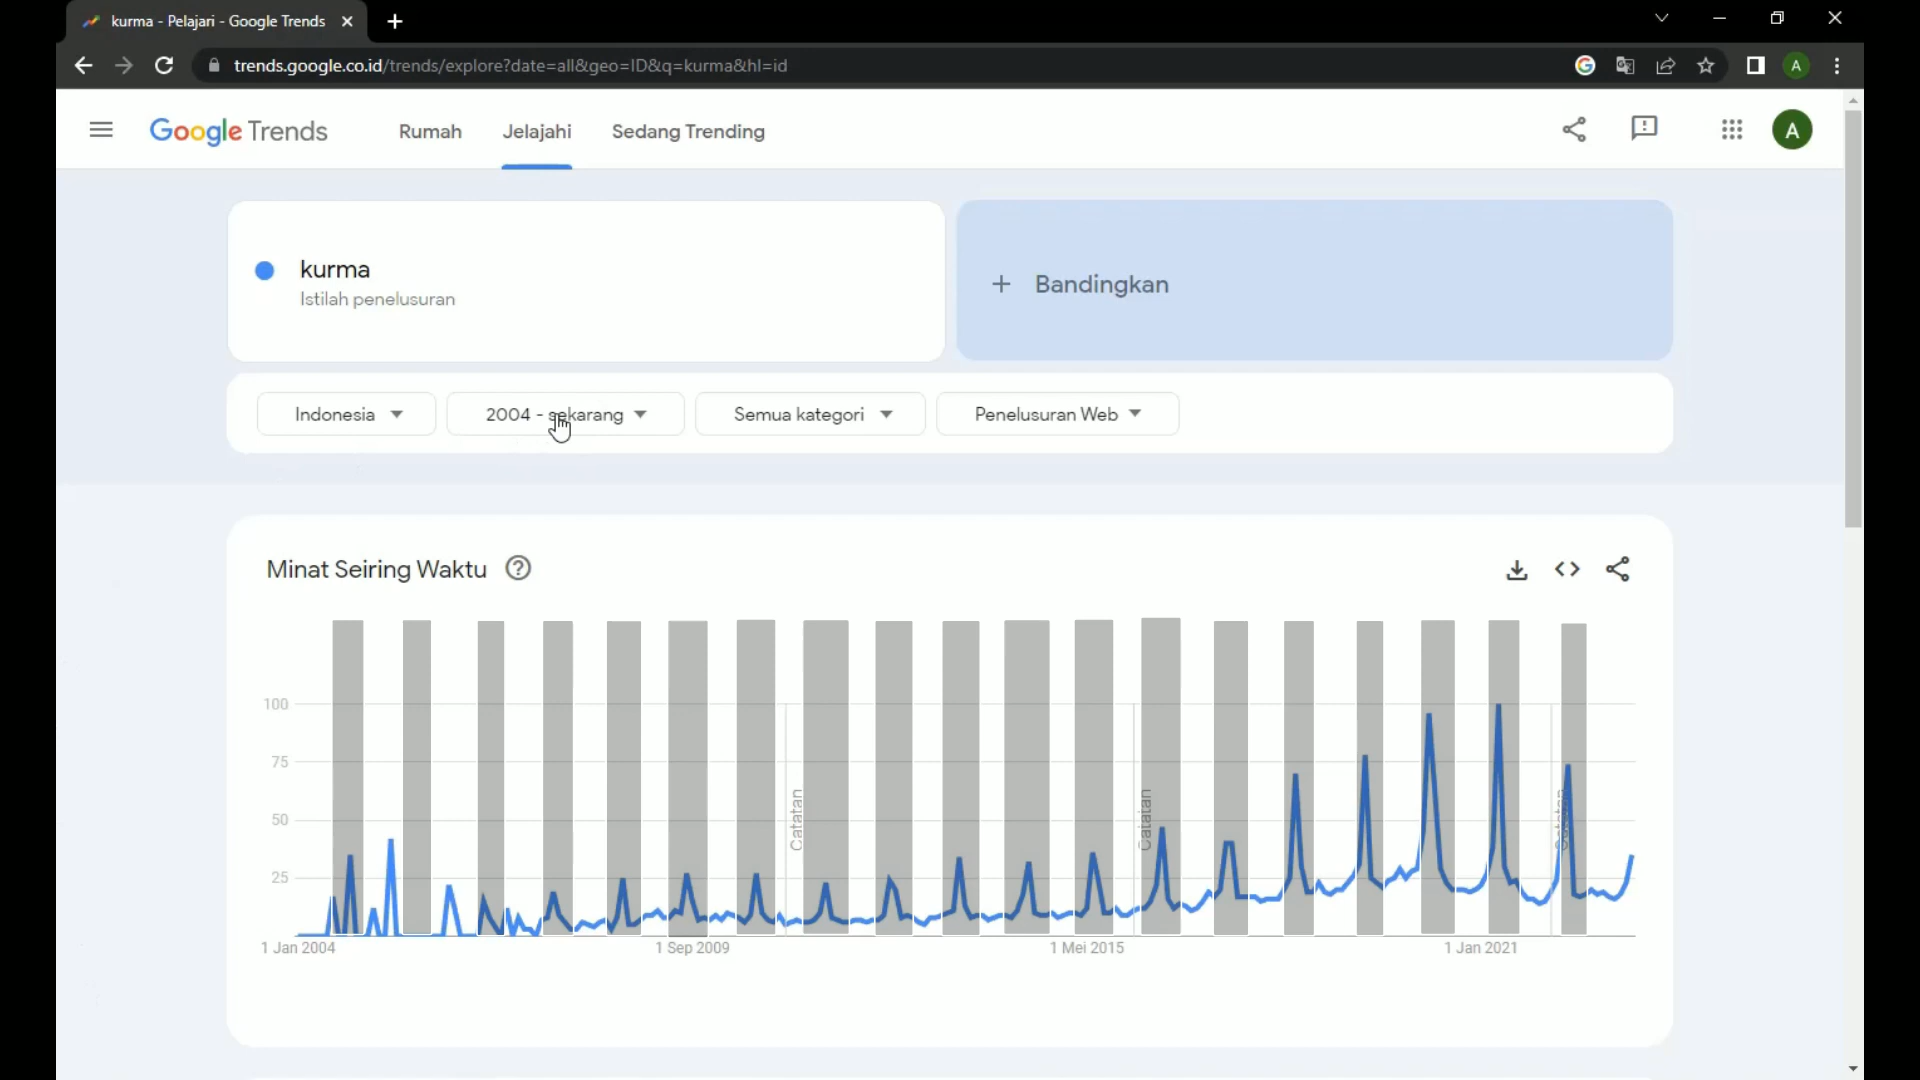 kurma - Pelajari - Google Trends
trends.google.co.id/trends/explore?date=all&geo=ID&q=kurma&hl=id
A
Google Trends
Rumah
Jelajahi
Sedang Trending
A
kurma
Istilah penelusuran
+ Bandingkan
Indonesia
2004 - sekarang
Semua kategori
Penelusuran Web
Minat Seiring Waktu
100
75
50
25
Catatan
Catatan
Catatan
1 Jan 2004
1 Sep 2009
1 Mei 2015
1 Jan 2021